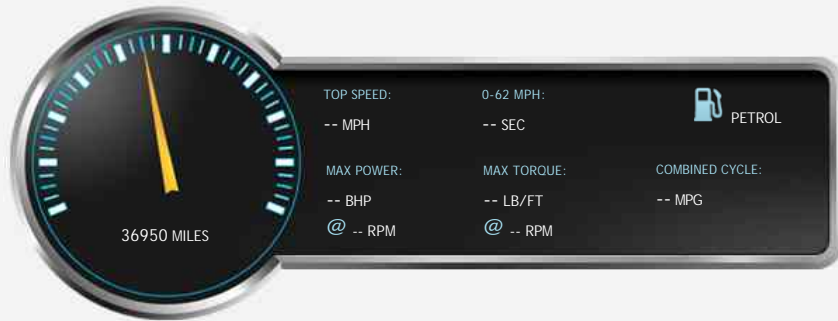 TOP SPEED:
-- MPH
0-62 MPH:
-- SEC
PETROL
MAX POWER:
-- BHP
@ -- RPM
MAX TORQUE:
-- LB/FT
@ -- RPM
COMBINED CYCLE:
-- MPG
36950 MILES